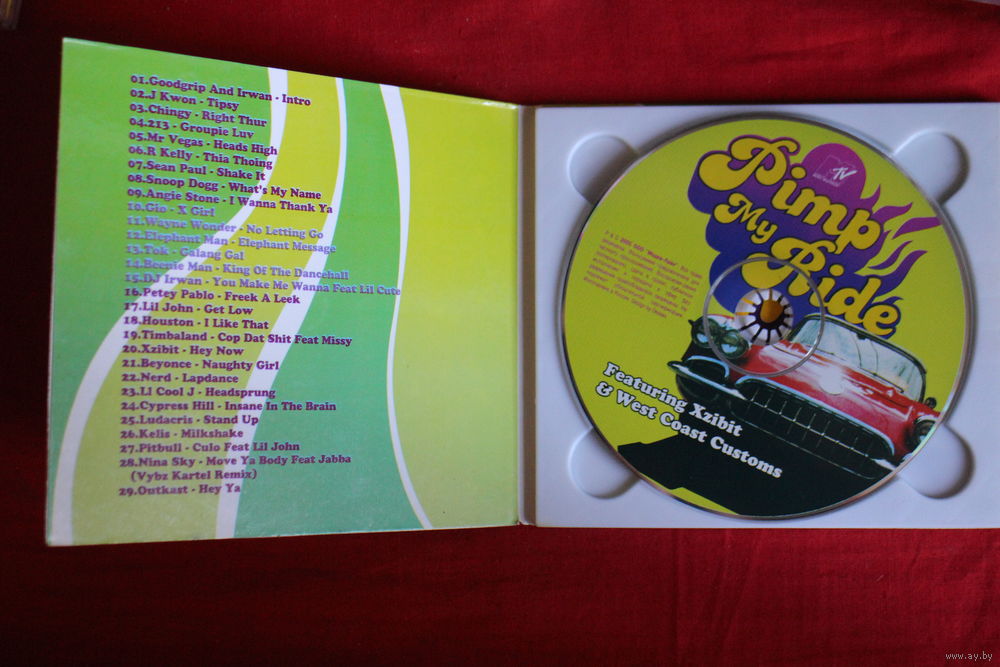 01.Goodgrip And Irwan - Intro
02.J Kwon - Tipsy
03.Chingy - Right Thur
04.213 - Groupie Luv
05.Mr Vegas - Heads High
06.R Kelly - Thia Thoing
07.Sean Paul - Shake It
08.Snoop Dogg - What's My Name
09.Angie Stone - I Wanna Thank Ya
10.Gio - X Girl
11.Wayne Wonder - No Letting Go
12.Elephant Man - Elephant Message
13.Tok - Galang Gal
14.Beenie Man - King Of The Dancehall
15.DJ Irwan - You Make Me Wanna Feat Lil Cute
16.Petey Pablo - Freek A Leek
17.Lil John - Get Low
18.Houston - I Like That
19.Timbaland - Cop Dat Shit Feat Missy
20.Xzibit - Hey Now
21.Beyonce - Naughty Girl
22.Nerd - Lapdance
23.Ll Cool J - Headsprung
24.Cypress Hill - Insane In The Brain
25.Ludacris - Stand Up
26.Kelis - Milkshake
27.Pitbull - Culo Feat Lil John
28.Nina Sky - Move Ya Body Feat Jabba
(Vybz Kartel Remix)
29.Outkast - Hey Ya
MTV
Pimp
My
Ride
Featuring Xzibit
& West Coast Customs
www.ay.by